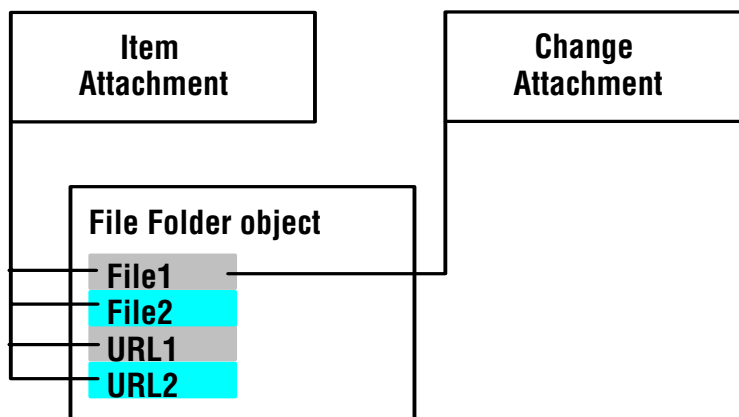 Item
Attachment
Change
Attachment
File Folder object
File1
File2
URL1
URL2